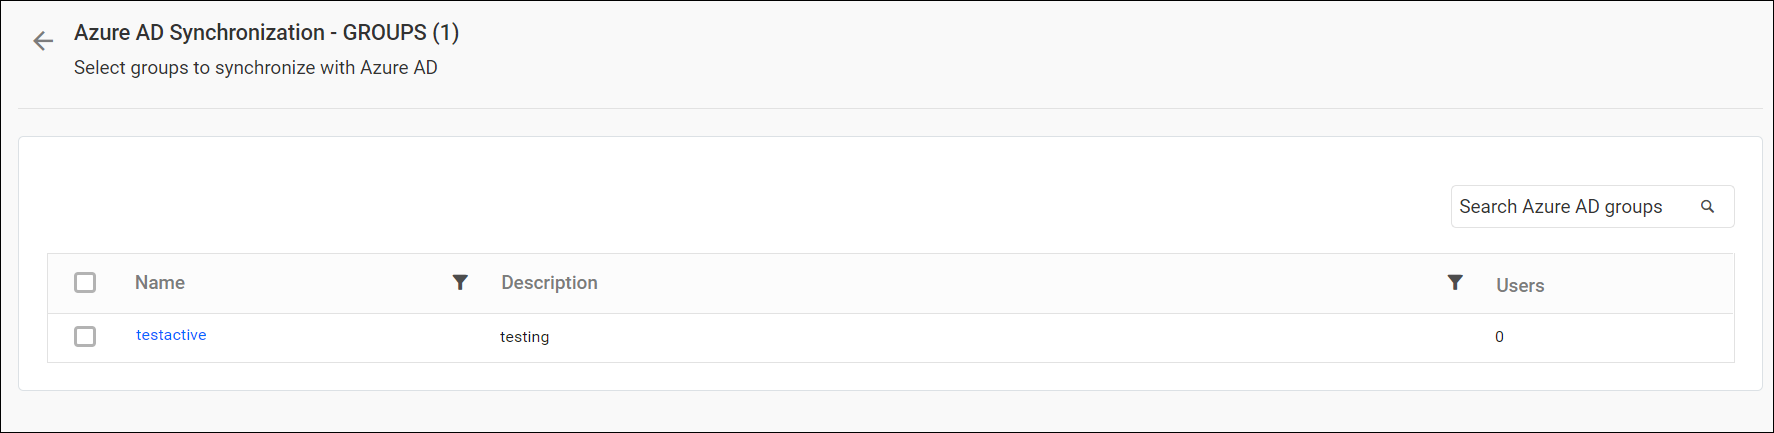 Azure AD Synchronization - GROUPS (1)
Select groups to synchronize with Azure AD
Search Azure AD groups
Name Description Users
testactive testing 0